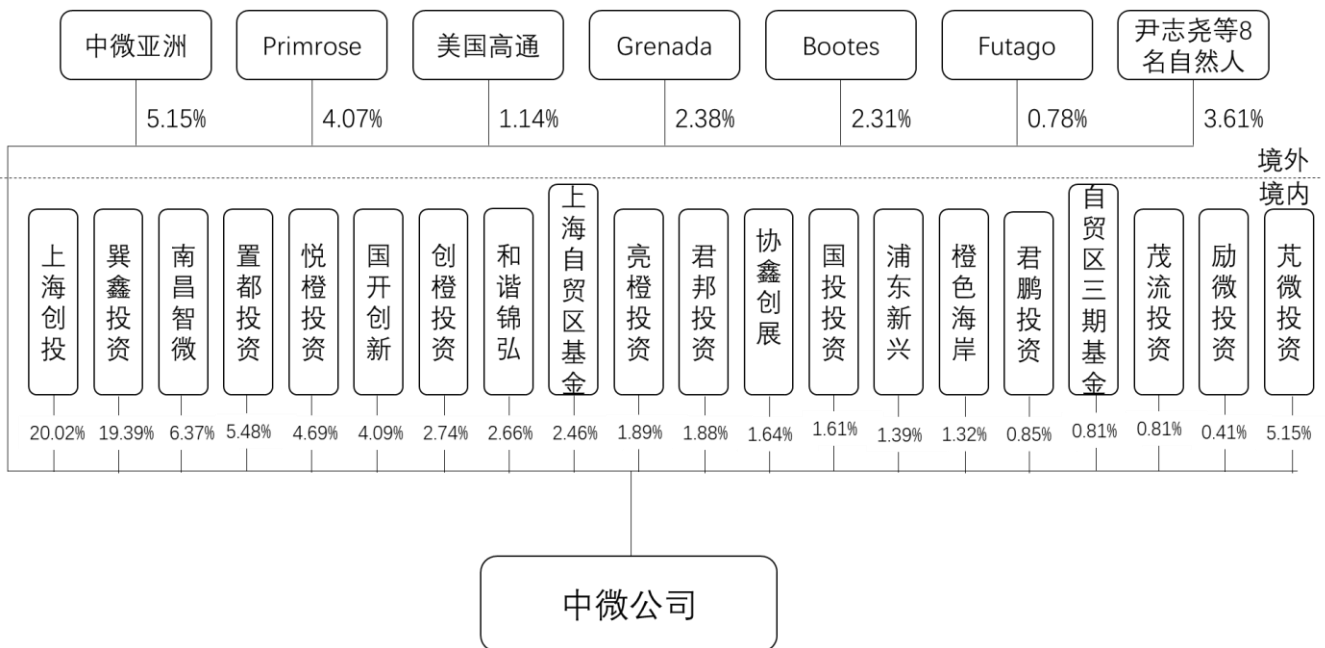 中微亚洲
Primrose
美国高通
Grenada
Bootes
Futago
尹志尧等8
名自然人
5.15%
4.07%
1.14%
2.38%
2.31%
0.78%
3.61%
境外
境内
上海创投
巽鑫投资
南昌智微
置都投资
悦橙投资
国开创新
创橙投资
和谐锦弘
上海自贸区基金
亮橙投资
君邦投资
协鑫创展
国投投资
浦东新兴
橙色海岸
君鹏投资
自贸区三期基金
茂流投资
励微投资
芃微投资
20.02%
19.39%
6.37%
5.48%
4.69%
4.09%
2.74%
2.66%
2.46%
1.89%
1.88%
1.64%
1.61%
1.39%
1.32%
0.85%
0.81%
0.81%
0.41%
5.15%
中微公司